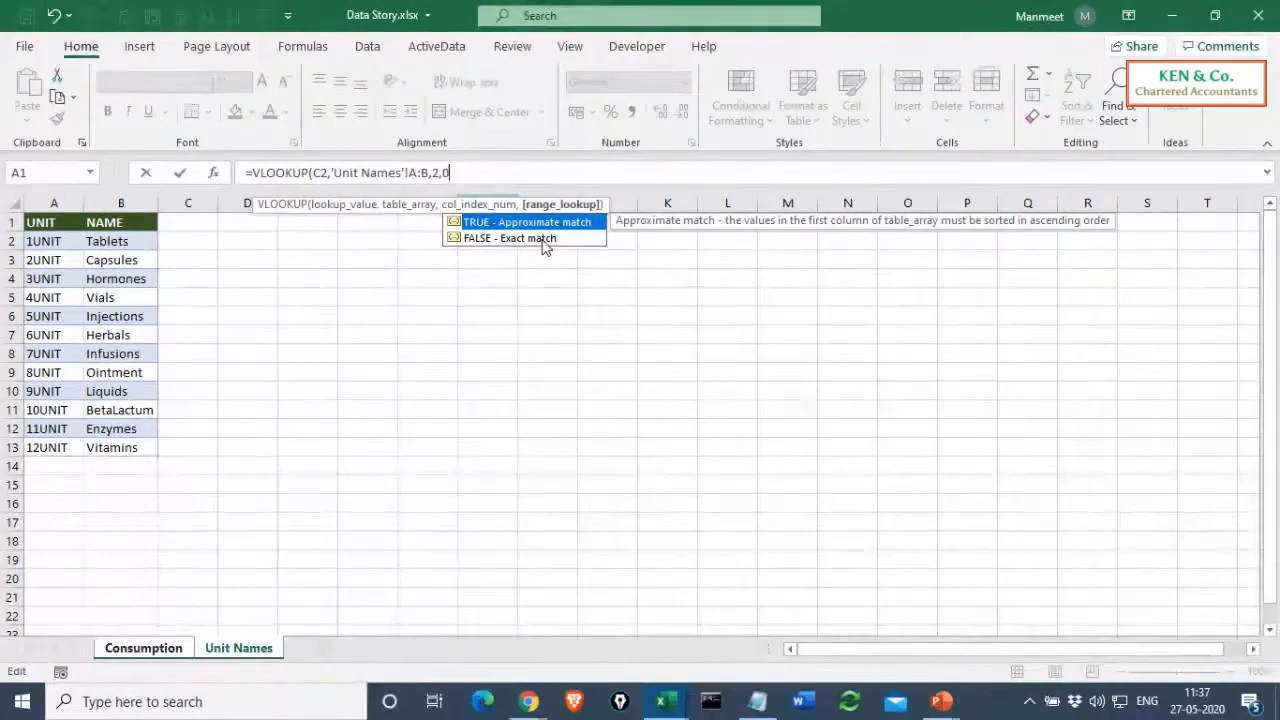 Data Story.xlsx
Search
Manmeet M
File Home Insert Page Layout Formulas Data ActiveData Review View Developer Help Share Comments
KEN & Co.
Chartered Accountants
Paste
Wrap Text
General
Merge & Center
Conditional Formatting
Format as Table
Cell Styles
Insert Delete Format
Sort & Filter
Find & Select
Clipboard Font Alignment Number Styles Cells Editing Ideas
A1 fx =VLOOKUP(C2,'Unit Names'!A:B,2,0
VLOOKUP(lookup_value, table_array, col_index_num, [range_lookup])
A B C D K L M N O P Q R S T
1 UNIT NAME
TRUE - Approximate match
Approximate match - the values in the first column of table_array must be sorted in ascending order
FALSE - Exact match
2 1UNIT Tablets
3 2UNIT Capsules
4 3UNIT Hormones
5 4UNIT Vials
6 5UNIT Injections
7 6UNIT Herbals
8 7UNIT Infusions
9 8UNIT Ointment
10 9UNIT Liquids
11 10UNIT BetaLactum
12 11UNIT Enzymes
13 12UNIT Vitamins
14
15
16
17
18
19
20
21
22
Consumption Unit Names
Edit
Type here to search
ENG
11:37
27-05-2020
5